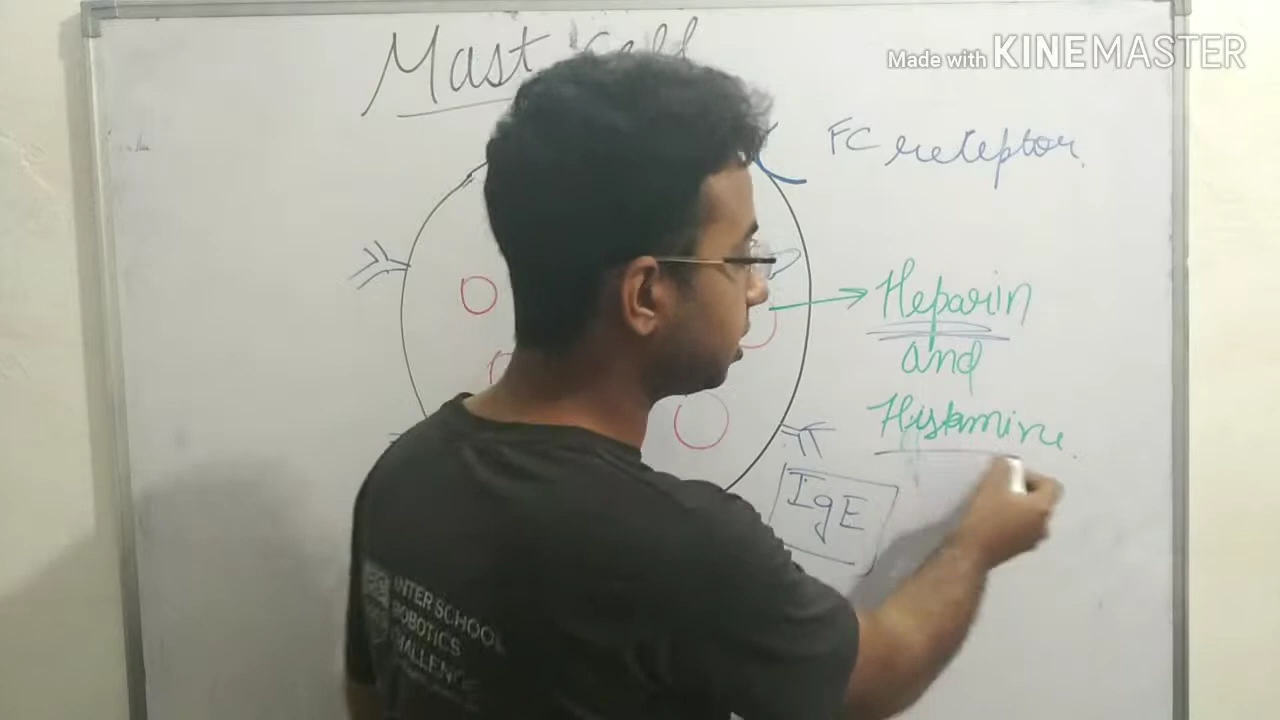 Mast cell
Made with KINEMASTER
FC receptor
Heparin
and
Histamine
IgE
INTER SCHOOL
ROBOTICS
CHALLENGE